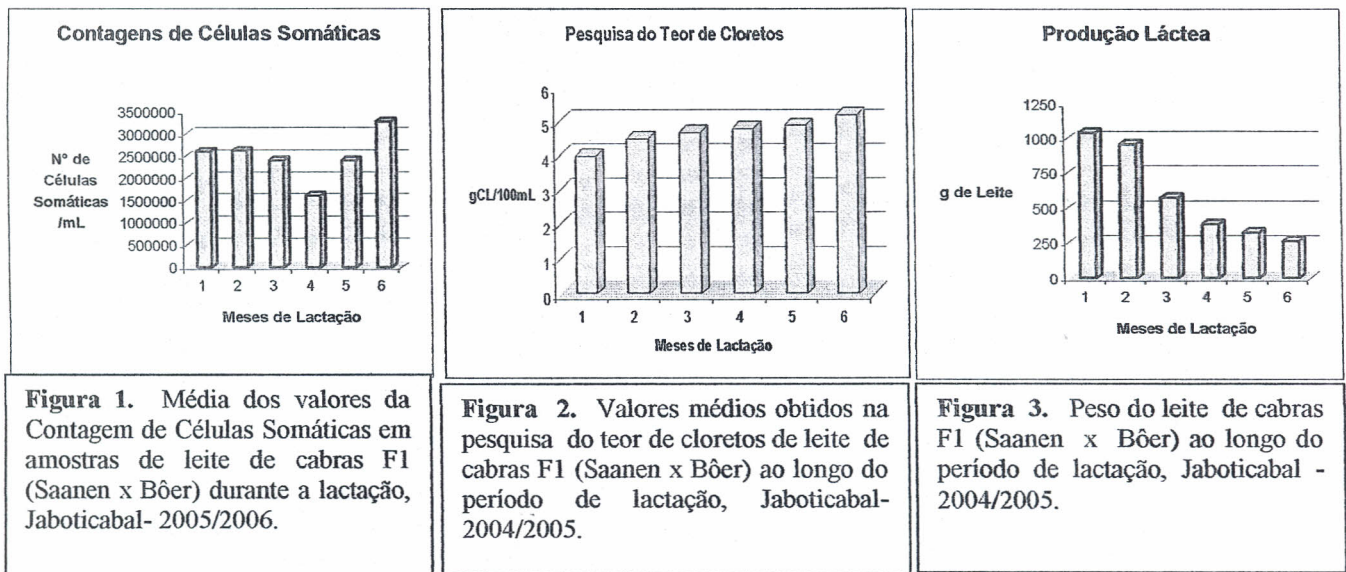 Contagens de Células Somáticas
Nº de
Células
Somáticas
/mL
3500000
3000000
2500000
2000000
1500000
1000000
500000
0
1 2 3 4 5 6
Meses de Lactação
Figura 1. Média dos valores da
Contagem de Células Somáticas em
amostras de leite de cabras F1
(Saanen x Bôer) durante a lactação,
Jaboticabal- 2005/2006.
Pesquisa do Teor de Cloretos
gCL/100mL
6
5
4
3
2
1
0
1 2 3 4 5 6
Meses de Lactação
Figura 2. Valores médios obtidos na
pesquisa do teor de cloretos de leite de
cabras F1 (Saanen x Bôer) ao longo do
período de lactação, Jaboticabal-
2004/2005.
Produção Láctea
g de Leite
1250
1000
750
500
250
0
1 2 3 4 5 6
Meses de Lactação
Figura 3. Peso do leite de cabras
F1 (Saanen x Bôer) ao longo do
período de lactação, Jaboticabal -
2004/2005.